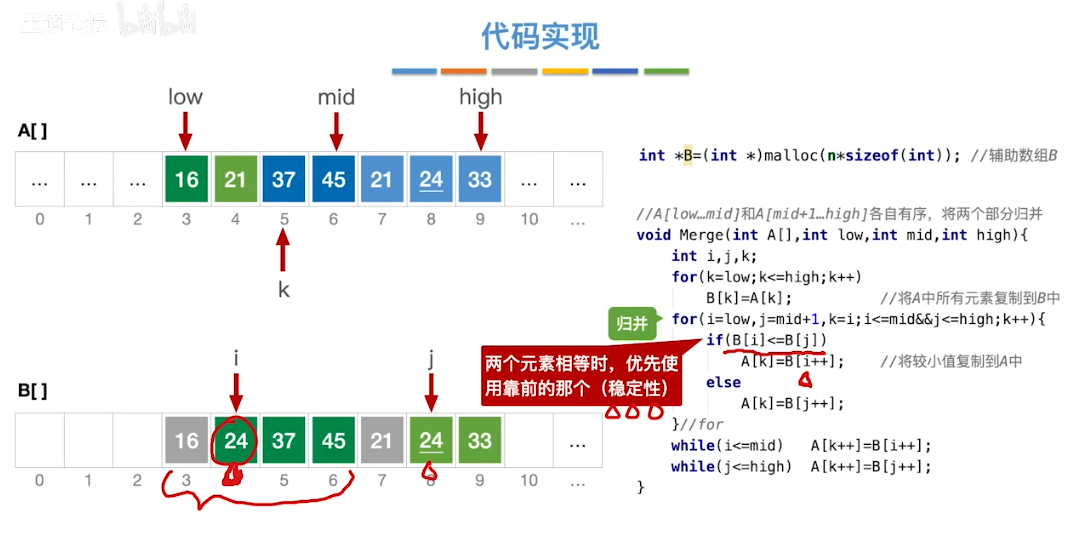 王道论坛 bilibili
代码实现
low mid high
A[ ]
... ... ... 16 21 37 45 21 24 33 ... ...
0 1 2 3 4 5 6 7 8 9 10 ...
k
i j
B[ ]
16 24 37 45 21 24 33 ...
0 1 2 3 4 5 6 7 8 9 10 ...
int *B=(int *)malloc(n*sizeof(int)); //辅助数组B
//A[low…mid]和A[mid+1…high]各自有序，将两个部分归并
void Merge(int A[],int low,int mid,int high){
int i,j,k;
for(k=low;k<=high;k++)
B[k]=A[k]; //将A中所有元素复制到B中
归并
for(i=low,j=mid+1,k=i;i<=mid&&j<=high;k++){
if(B[i]<=B[j])
A[k]=B[i++]; //将较小值复制到A中
else
A[k]=B[j++];
}//for
while(i<=mid) A[k++]=B[i++];
while(j<=high) A[k++]=B[j++];
}
两个元素相等时，优先使
用靠前的那个（稳定性）